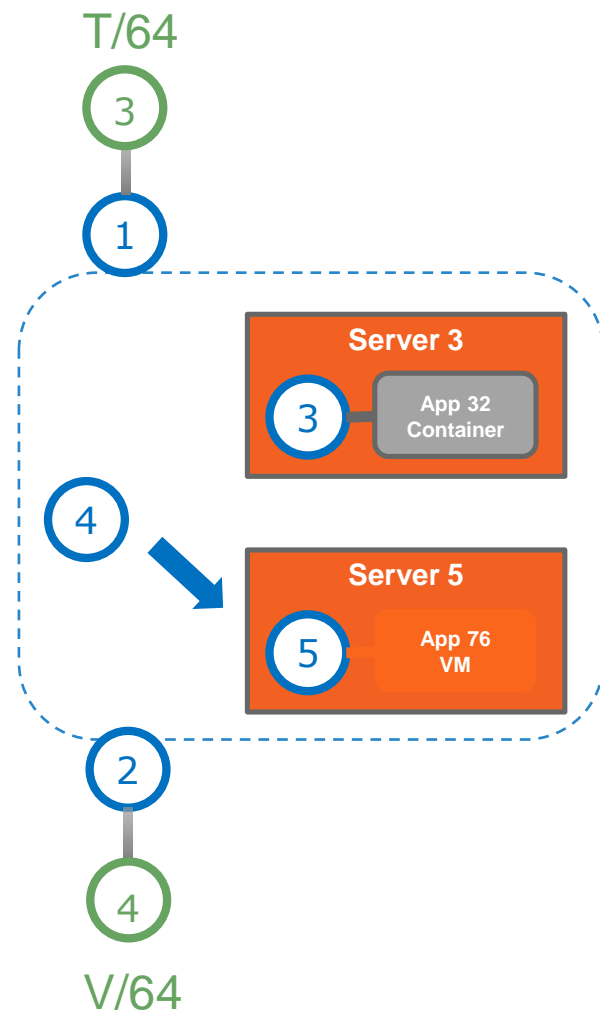 T/64
3
1
Server 3
3
App 32
Container
4
Server 5
5
App 76
VM
2
4
V/64